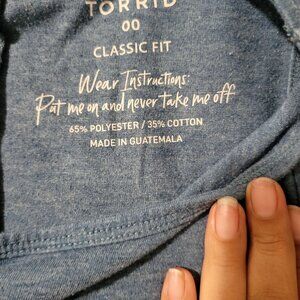 TORRID
00
CLASSIC FIT
Wear Instructions:
Put me on and never take me off
65% POLYESTER / 35% COTTON
MADE IN GUATEMALA